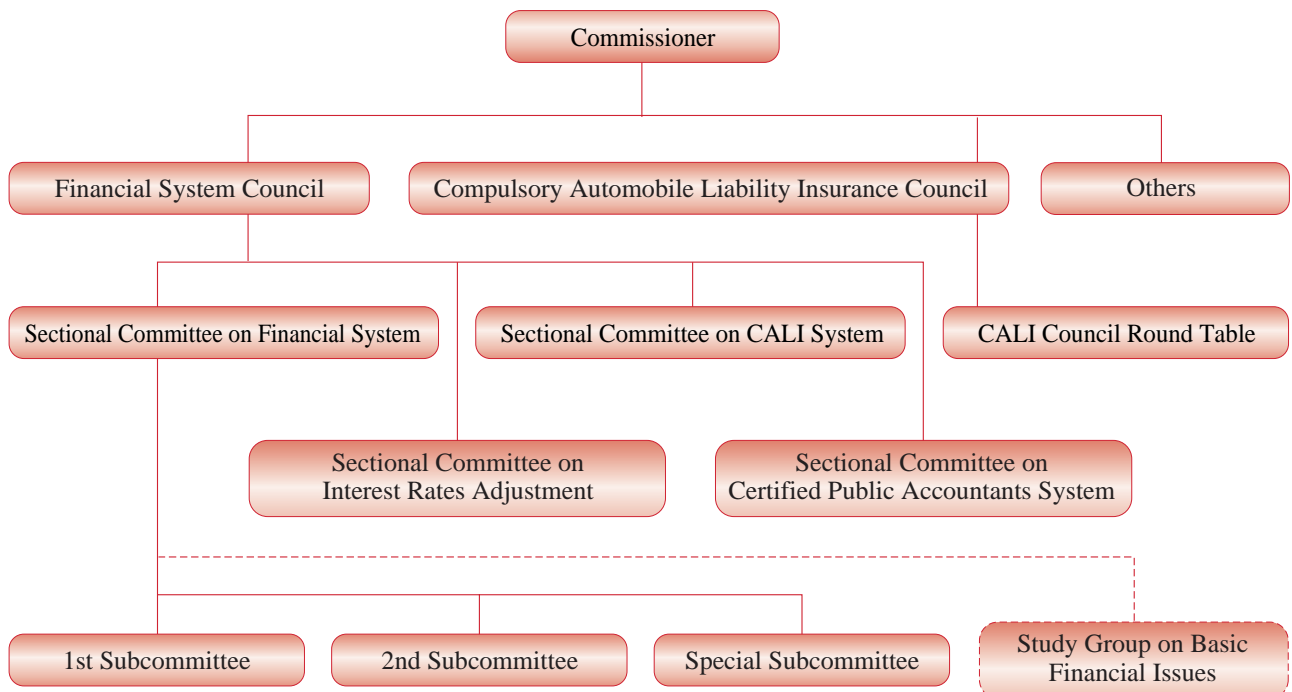 Commissioner
Financial System Council
Compulsory Automobile Liability Insurance Council
Others
Sectional Committee on Financial System
Sectional Committee on CALI System
CALI Council Round Table
Sectional Committee on
Interest Rates Adjustment
Sectional Committee on
Certified Public Accountants System
1st Subcommittee
2nd Subcommittee
Special Subcommittee
Study Group on Basic
Financial Issues